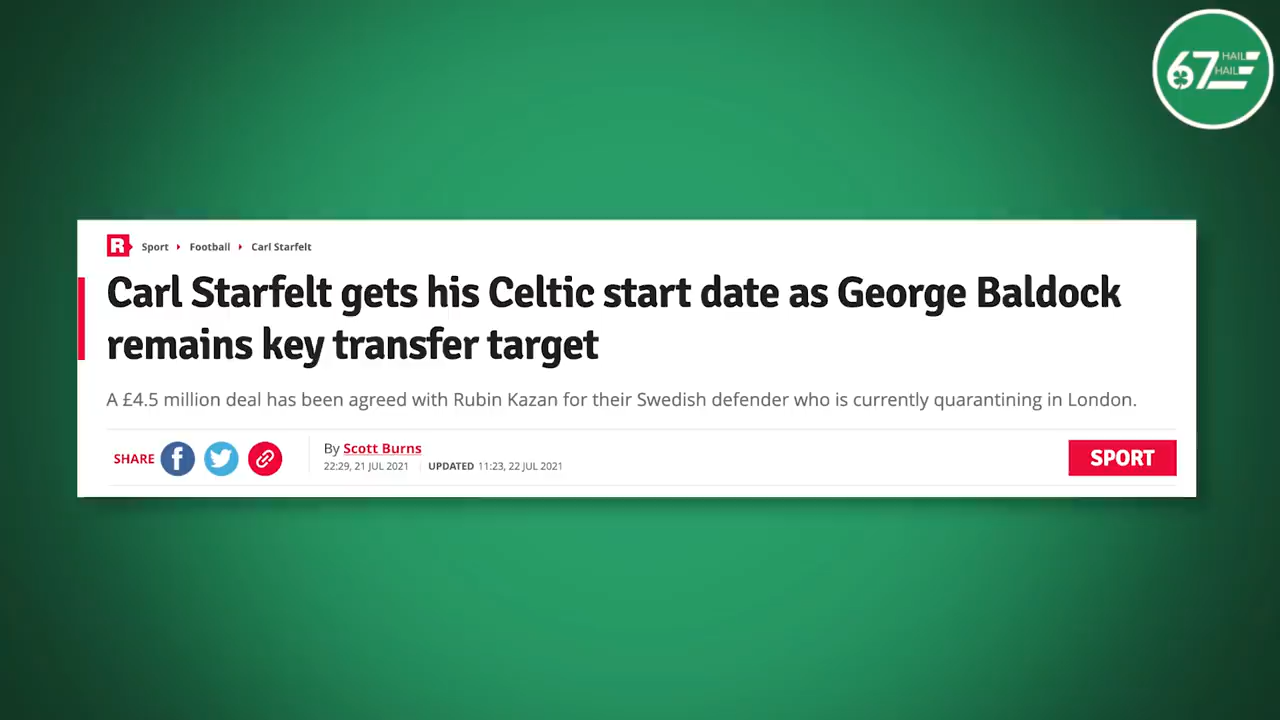 67 HAIL HAIL
R Sport Football Carl Starfelt
Carl Starfelt gets his Celtic start date as George Baldock
remains key transfer target
A £4.5 million deal has been agreed with Rubin Kazan for their Swedish defender who is currently quarantining in London.
SHARE
By Scott Burns
22:29, 21 JUL 2021 UPDATED 11:23, 22 JUL 2021
SPORT